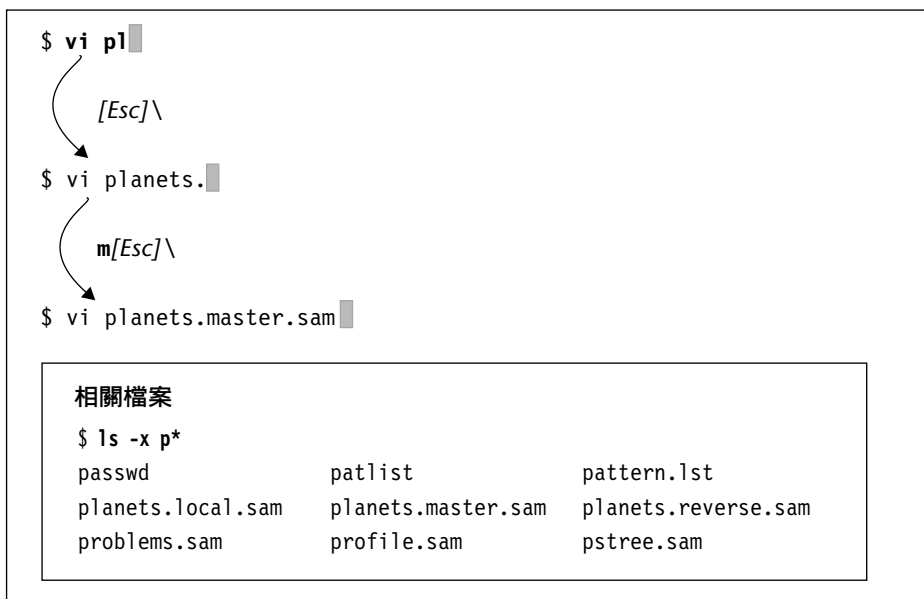 $ vi pl
[Esc]\
$ vi planets.
m[Esc]\
$ vi planets.master.sam
相關檔案
$ ls -x p*
passwd patlist pattern.lst
planets.local.sam planets.master.sam planets.reverse.sam
problems.sam profile.sam pstree.sam